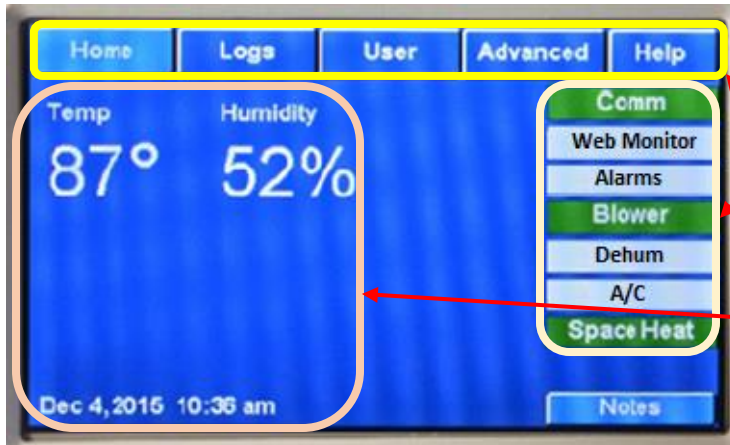 Home Logs User Advanced Help
Temp Humidity
87° 52%
Comm
Web Monitor
Alarms
Blower
Dehum
A/C
Space Heat
Dec 4,2015 10:36 am
Notes